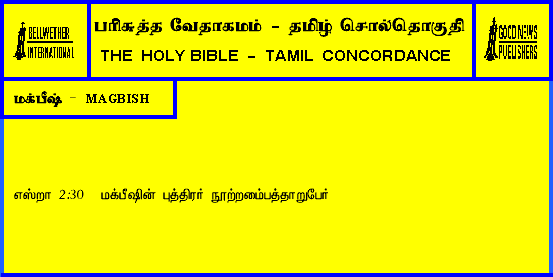 BELLWETHER
INTERNATIONAL
பரிசுத்த வேதாகமம் - தமிழ் சொல்தொகுதி
THE HOLY BIBLE - TAMIL CONCORDANCE
GOOD NEWS
PUBLISHERS
மக்பீஷ் - MAGBISH
எஸ்றா 2:30 மக்பீஷின் புத்திரர் நூற்றைம்பத்தாறுபேர்